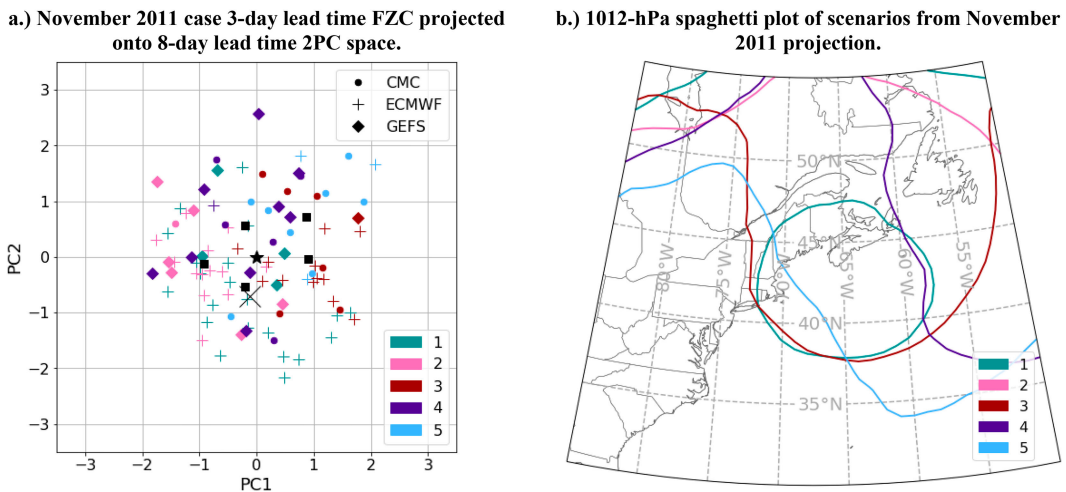 a.) November 2011 case 3-day lead time FZC projected
onto 8-day lead time 2PC space.
CMC
ECMWF
GEFS
3
2
1
0
−1
−2
−3
PC2
1
2
3
4
5
−3
−2
−1
0
1
2
3
PC1
b.) 1012-hPa spaghetti plot of scenarios from November
2011 projection.
50°N
45°N
40°N
35°N
80°W
75°W
70°W
65°W
60°W
55°W
1
2
3
4
5